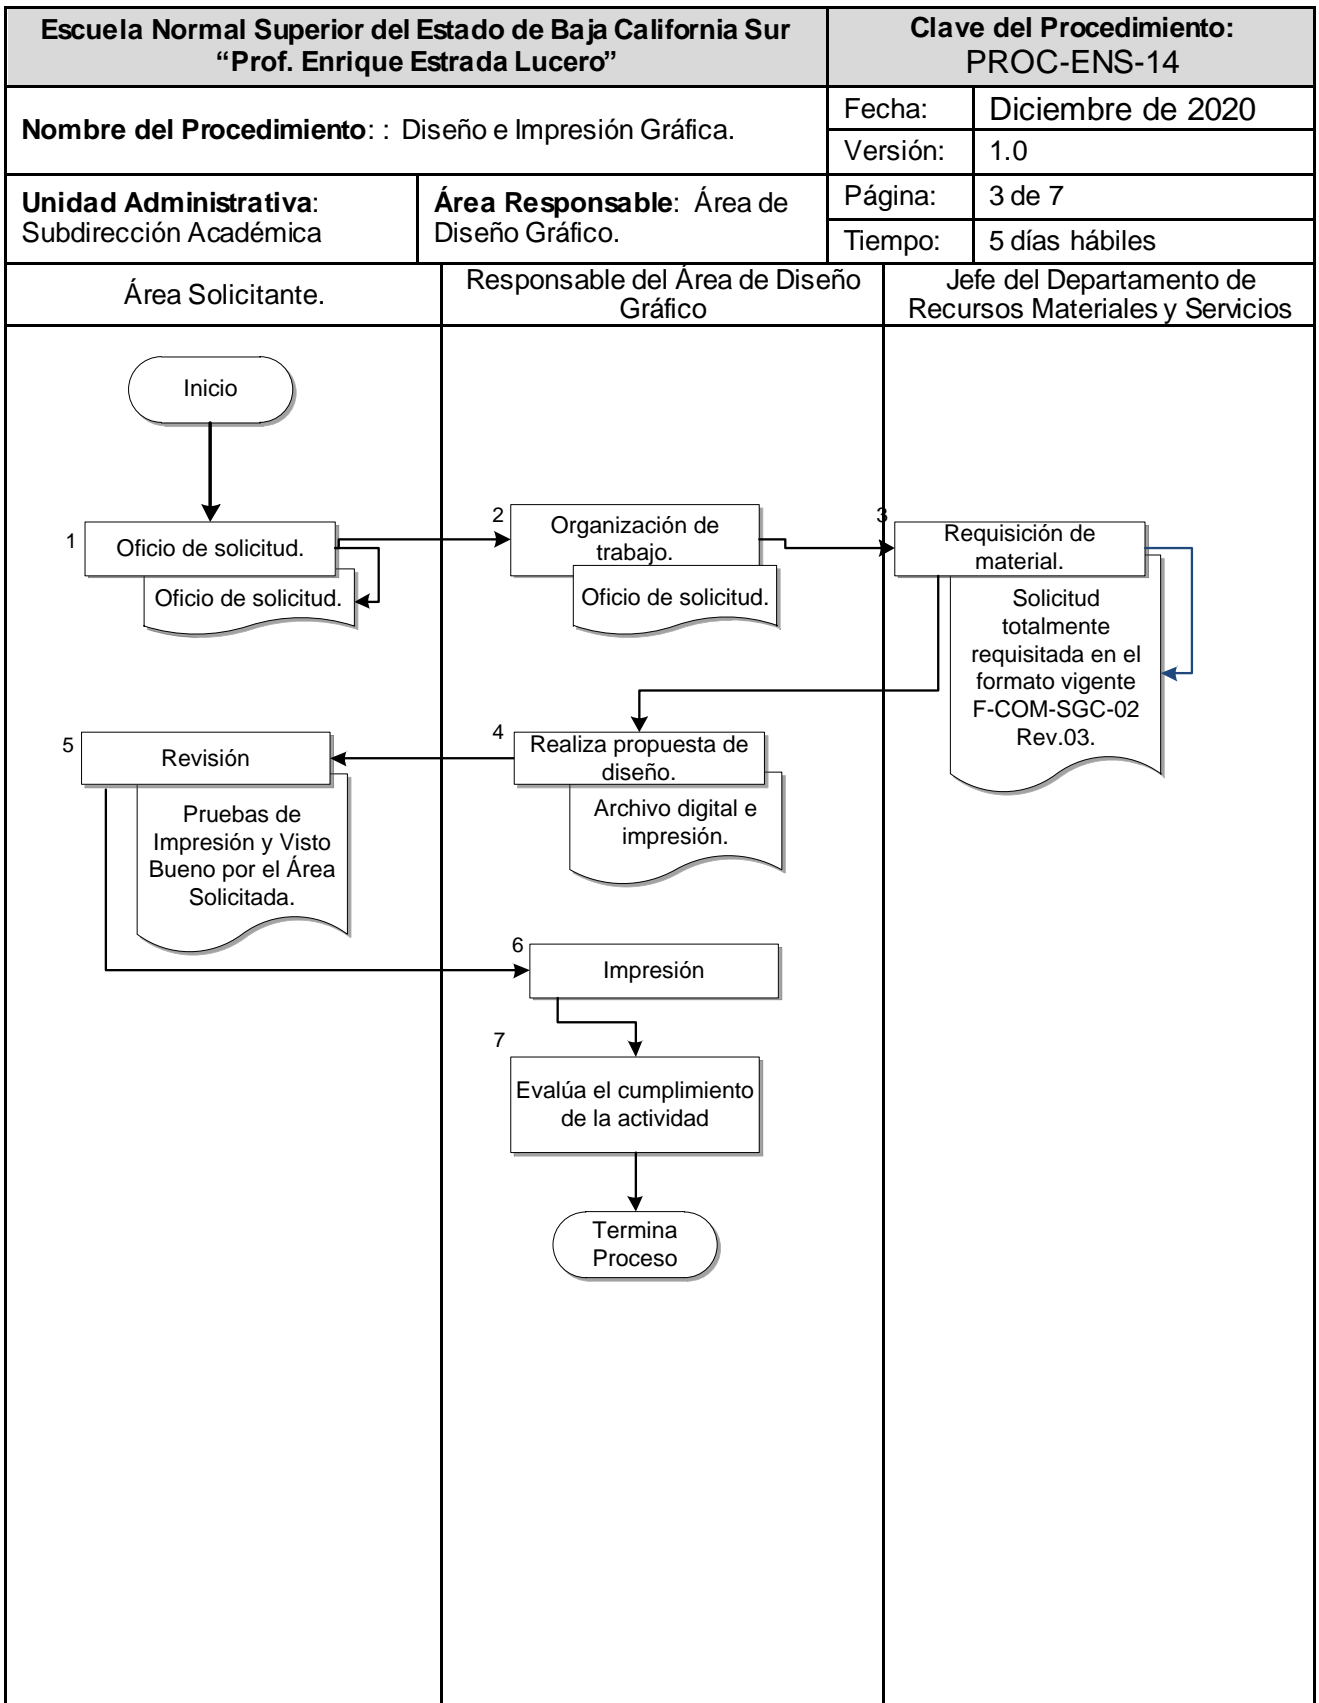 Escuela Normal Superior del Estado de Baja California Sur
“Prof. Enrique Estrada Lucero”
Clave del Procedimiento:
PROC-ENS-14
Nombre del Procedimiento: : Diseño e Impresión Gráfica.
Fecha:
Diciembre de 2020
Versión:
1.0
Unidad Administrativa:
Subdirección Académica
Área Responsable: Área de
Diseño Gráfico.
Página:
3 de 7
Tiempo:
5 días hábiles
Área Solicitante.
Responsable del Área de Diseño
Gráfico
Jefe del Departamento de
Recursos Materiales y Servicios
Inicio
1
Oficio de solicitud.
Oficio de solicitud.
2
Organización de
trabajo.
Oficio de solicitud.
3
Requisición de
material.
Solicitud
totalmente
requisitada en el
formato vigente
F-COM-SGC-02
Rev.03.
4
Realiza propuesta de
diseño.
Archivo digital e
impresión.
5
Revisión
Pruebas de
Impresión y Visto
Bueno por el Área
Solicitada.
6
Impresión
7
Evalúa el cumplimiento
de la actividad
Termina
Proceso